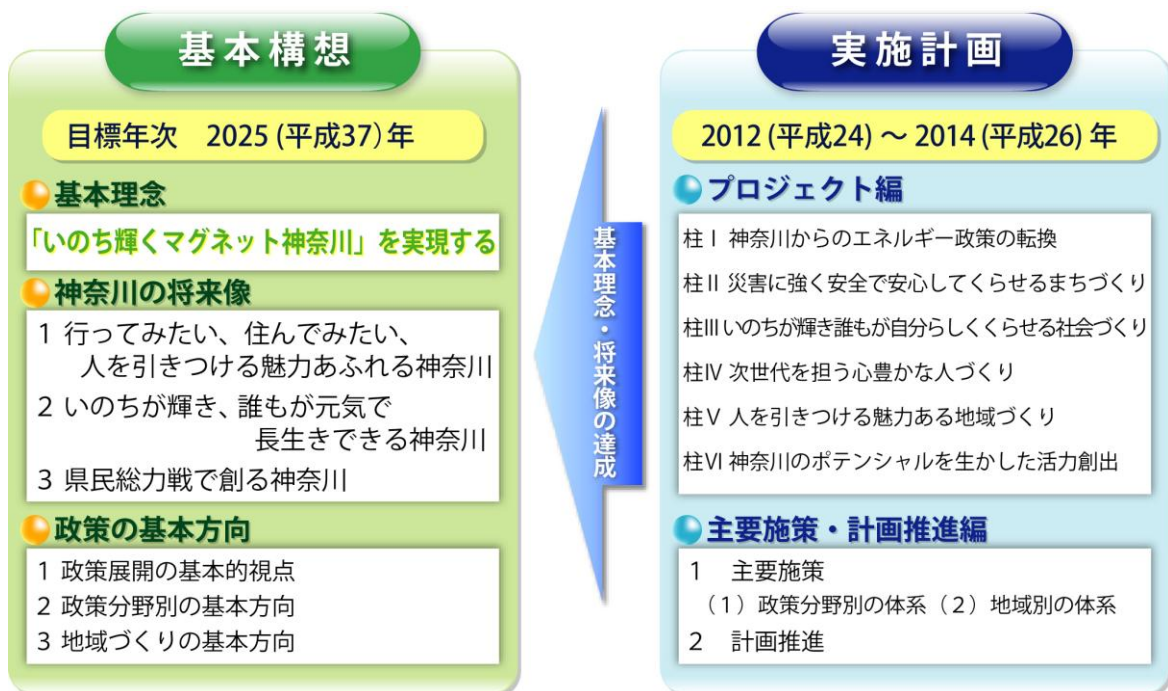 基本構想
目標年次　2025 (平成37)年
基本理念
「いのち輝くマグネット神奈川」を実現する
神奈川の将来像
1 行ってみたい、住んでみたい、
人を引きつける魅力あふれる神奈川
2 いのちが輝き、誰もが元気で
長生きできる神奈川
3 県民総力戦で創る神奈川
政策の基本方向
1 政策展開の基本的視点
2 政策分野別の基本方向
3 地域づくりの基本方向
基本理念・将来像の達成
実施計画
2012 (平成24) ～ 2014 (平成26) 年
プロジェクト編
柱Ⅰ 神奈川からのエネルギー政策の転換
柱Ⅱ 災害に強く安全で安心してくらせるまちづくり
柱Ⅲ いのちが輝き誰もが自分らしくくらせる社会づくり
柱Ⅳ 次世代を担う心豊かな人づくり
柱Ⅴ 人を引きつける魅力ある地域づくり
柱Ⅵ 神奈川のポテンシャルを生かした活力創出
主要施策・計画推進編
1　主要施策
（1）政策分野別の体系（2）地域別の体系
2　計画推進